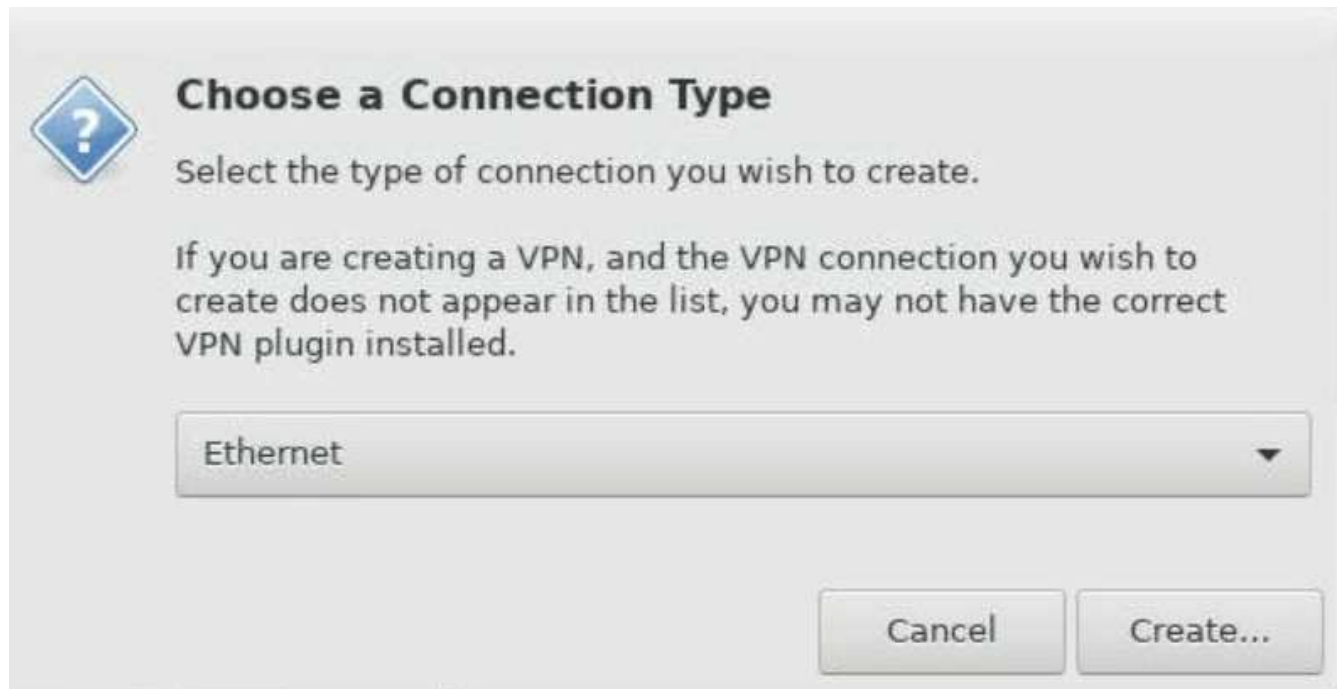 Choose a Connection Type
Select the type of connection you wish to create.
If you are creating a VPN, and the VPN connection you wish to
create does not appear in the list, you may not have the correct
VPN plugin installed.
Ethernet
Cancel
Create...